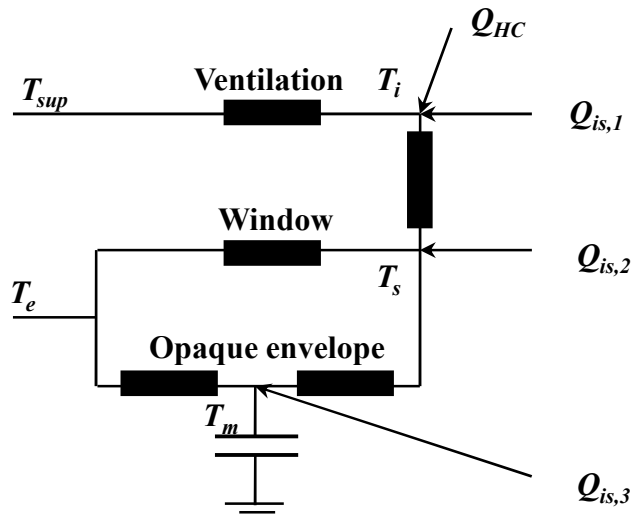 Q_HC
T_sup
Ventilation
T_i
Q_is,1
Window
T_s
Q_is,2
T_e
Opaque envelope
T_m
Q_is,3